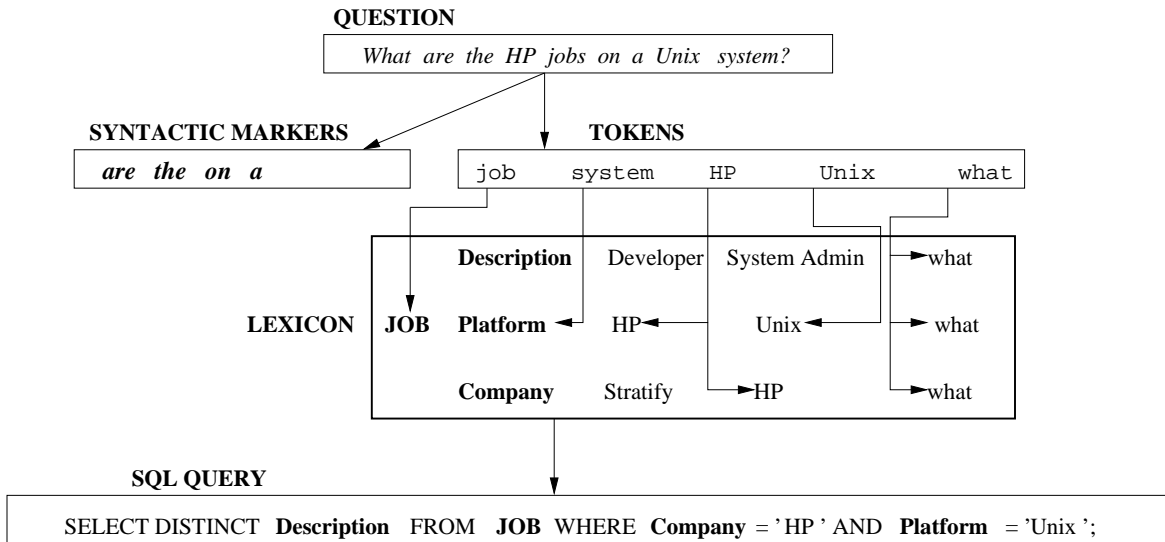 QUESTION
What are the HP jobs on a Unix system?
SYNTACTIC MARKERS
TOKENS
are the on a
job system HP Unix what
Description Developer System Admin what
LEXICON JOB Platform HP Unix what
Company Stratify HP what
SQL QUERY
SELECT DISTINCT Description FROM JOB WHERE Company = ' HP ' AND Platform = 'Unix ';